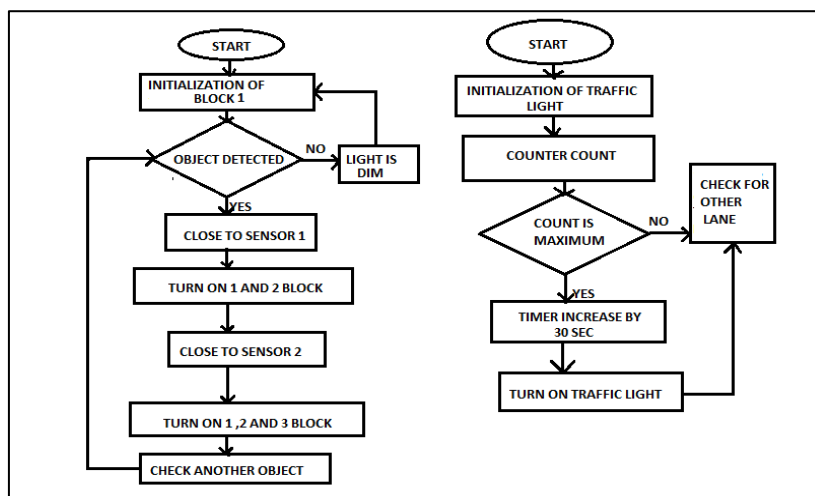 START
INITIALIZATION OF
BLOCK 1
OBJECT DETECTED
NO
LIGHT IS
DIM
YES
CLOSE TO SENSOR 1
TURN ON 1 AND 2 BLOCK
CLOSE TO SENSOR 2
TURN ON 1 ,2 AND 3 BLOCK
CHECK ANOTHER OBJECT
START
INITIALIZATION OF TRAFFIC
LIGHT
COUNTER COUNT
COUNT IS
MAXIMUM
NO
CHECK FOR
OTHER
LANE
YES
TIMER INCREASE BY
30 SEC
TURN ON TRAFFIC LIGHT